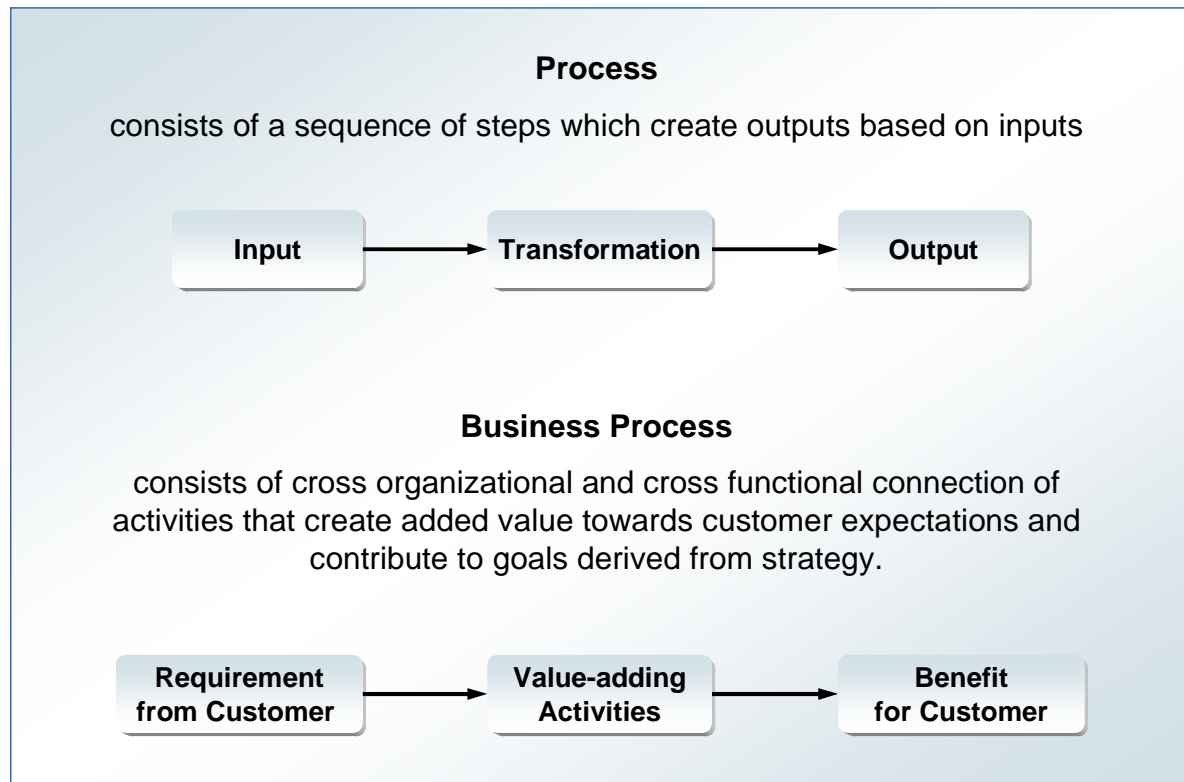 Process
consists of a sequence of steps which create outputs based on inputs
Input
Transformation
Output
Business Process
consists of cross organizational and cross functional connection of
activities that create added value towards customer expectations and
contribute to goals derived from strategy.
Requirement
from Customer
Value-adding
Activities
Benefit
for Customer